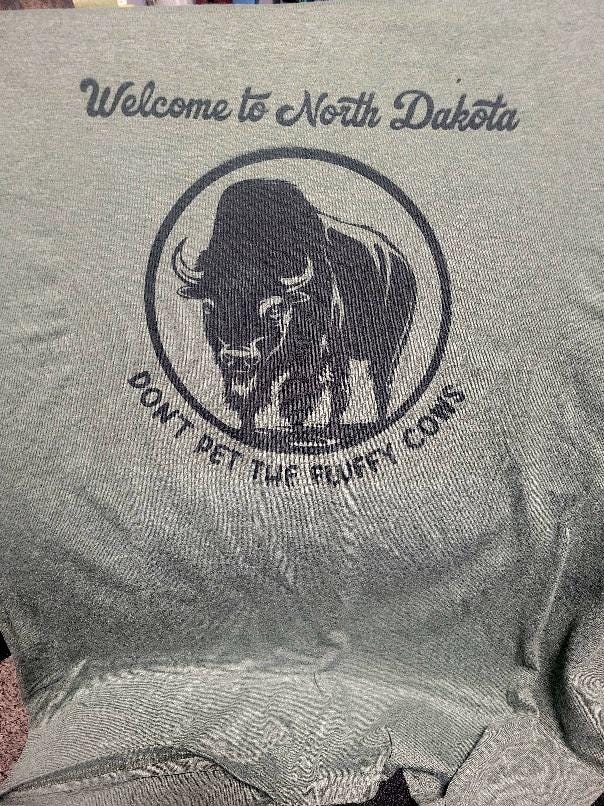 Welcome to North Dakota
DON'T PET THE FLUFFY COWS